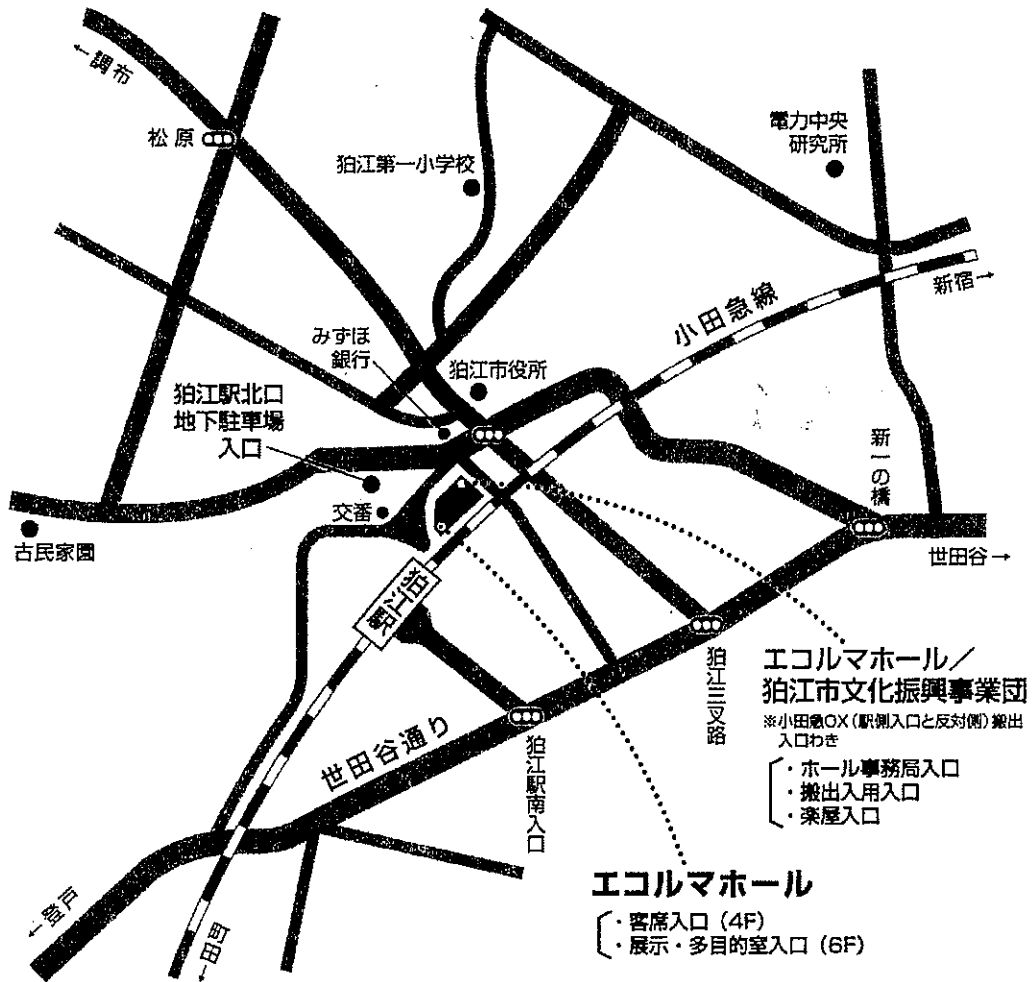 ←調布
松原
狛江第一小学校
電力中央
研究所
新宿→
小田急線
みずほ
銀行
狛江市役所
狛江駅北口
地下駐車場
入口
新一の橋
交番
古民家園
世田谷→
狛江駅
エコルマホール／
狛江市文化振興事業団
※小田急OX（駅側入口と反対側）搬出
入口わき
・ホール事務局入口
・搬出入用入口
・楽屋入口
狛江三叉路
世田谷通り
狛江駅南入口
エコルマホール
・客席入口（4F）
・展示・多目的室入口（6F）
←登戸
町田→